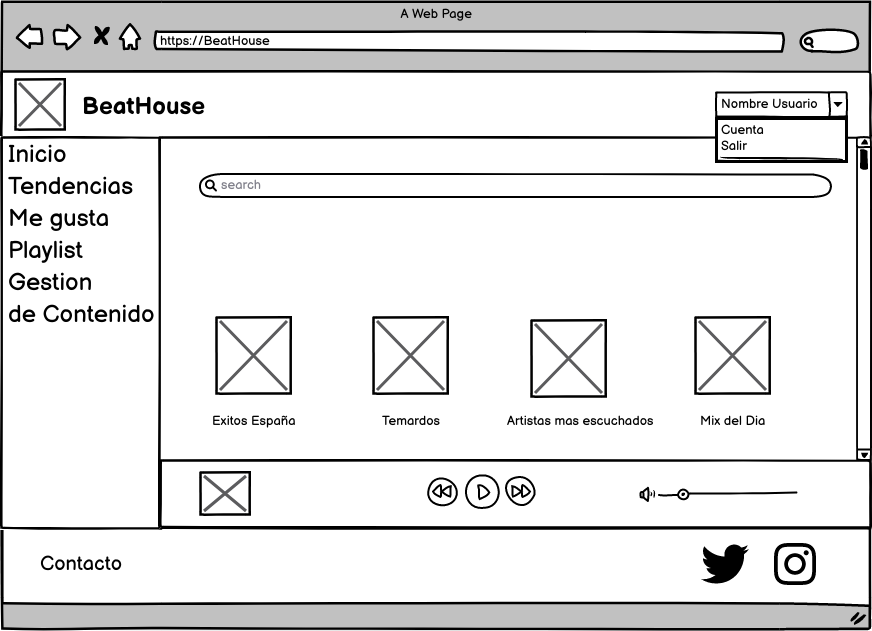 A Web Page
https://BeatHouse
BeatHouse
Nombre Usuario
Cuenta
Salir
Inicio
Tendencias
Me gusta
Playlist
Gestion
de Contenido
search
Exitos España
Temardos
Artistas mas escuchados
Mix del Dia
Contacto